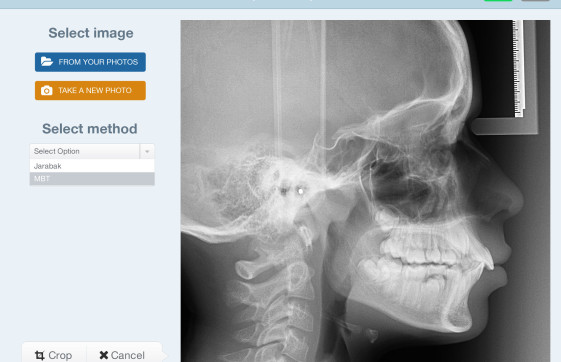 Select image
FROM YOUR PHOTOS
TAKE A NEW PHOTO
Select method
Select Option
Jarabak
MBT
Crop
Cancel